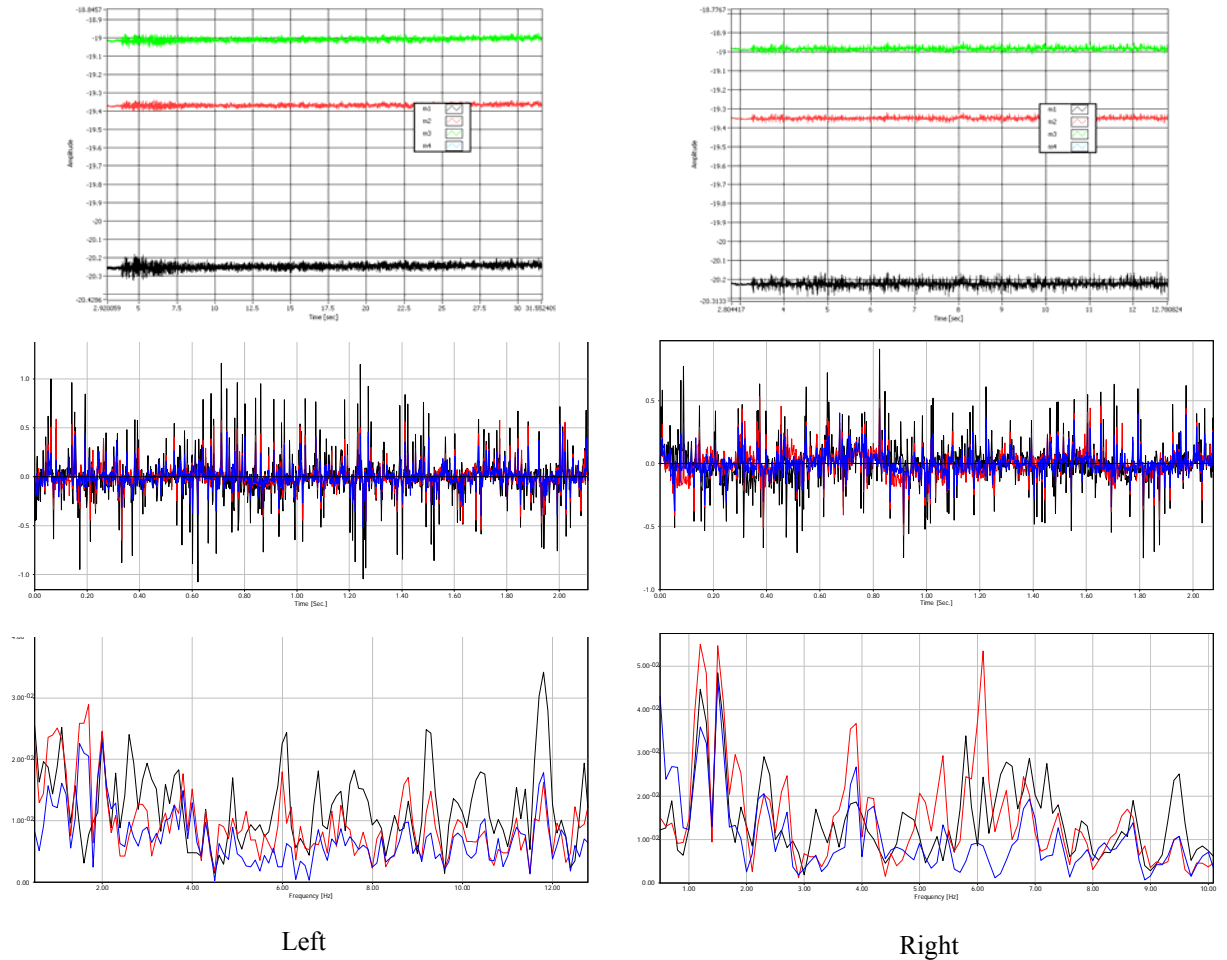 -18.8457
-18.9
-19
-19.1
-19.2
-19.3
-19.4
-19.5
-19.6
-19.7
-19.8
-19.9
-20
-20.1
-20.2
-20.3
-20.4286
Amplitude
m1
m2
m3
m4
2.920059 5 7.5 10 12.5 15 17.5 20 22.5 25 27.5 30 31.552406
Time [sec]
-18.7767
-18.9
-19
-19.1
-19.2
-19.3
-19.4
-19.5
-19.6
-19.7
-19.8
-19.9
-20
-20.1
-20.2
-20.3133
Amplitude
m1
m2
m3
m4
2.804417 4 5 6 7 8 9 10 11 12 12.780824
Time [sec]
1.0
0.5
0.0
-0.5
-1.0
0.00 0.20 0.40 0.60 0.80 1.00 1.20 1.40 1.60 1.80 2.00
Time [Sec.]
0.5
0.0
-0.5
-1.0
0.00 0.20 0.40 0.60 0.80 1.00 1.20 1.40 1.60 1.80 2.00
Time [Sec.]
3.00-02
2.00-02
1.00-02
0.00
2.00 4.00 6.00 8.00 10.00 12.00
Frequency [Hz]
5.00-02
4.00-02
3.00-02
2.00-02
1.00-02
0.00
1.00 2.00 3.00 4.00 5.00 6.00 7.00 8.00 9.00 10.00
Frequency [Hz]
Left
Right